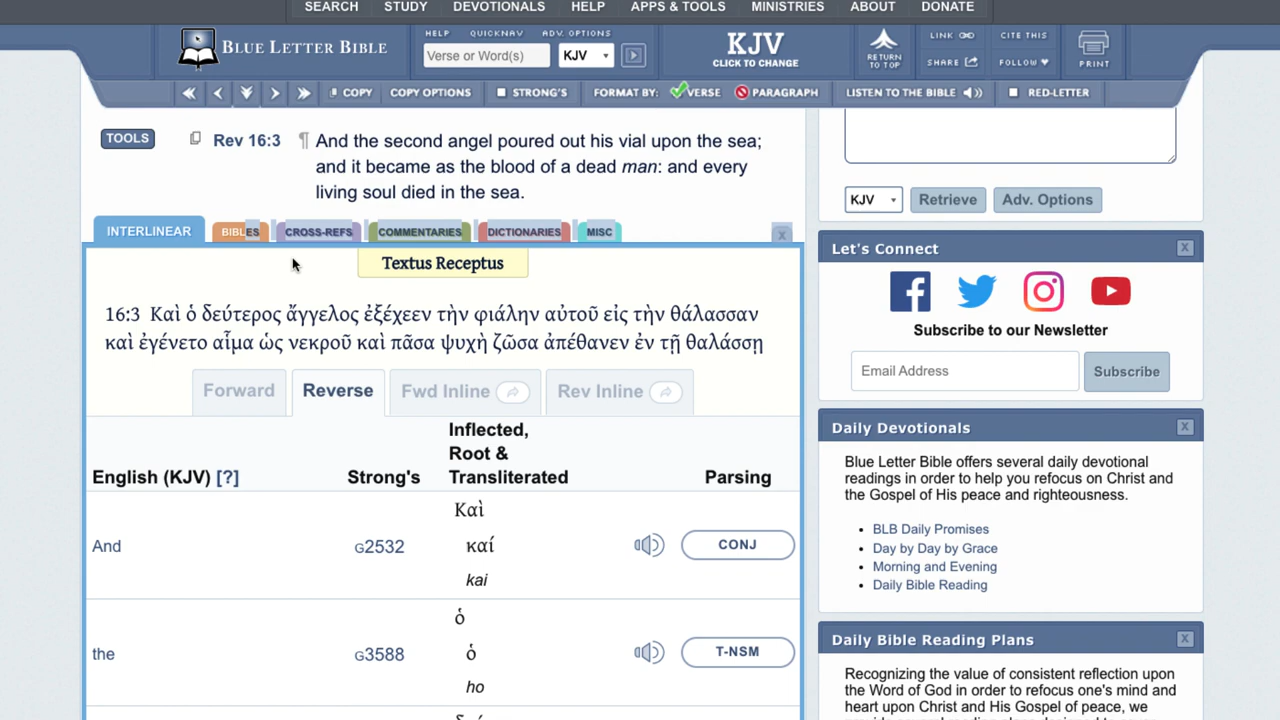 SEARCH STUDY DEVOTIONALS HELP APPS & TOOLS MINISTRIES ABOUT DONATE
BLUE LETTER BIBLE
HELP QUICKNAV ADV. OPTIONS
Verse or Word(s) KJV
KJV
CLICK TO CHANGE
RETURN
TO TOP
LINK CITE THIS
SHARE FOLLOW
PRINT
COPY COPY OPTIONS STRONG'S FORMAT BY: VERSE PARAGRAPH LISTEN TO THE BIBLE RED-LETTER
TOOLS Rev 16:3 ¶ And the second angel poured out his vial upon the sea;
and it became as the blood of a dead man: and every
living soul died in the sea.
INTERLINEAR BIBLES CROSS-REFS COMMENTARIES DICTIONARIES MISC X
Textus Receptus
16:3 Καὶ ὁ δεύτερος ἄγγελος ἐξέχεεν τὴν φιάλην αὐτοῦ εἰς τὴν θάλασσαν
καὶ ἐγένετο αἷμα ὡς νεκροῦ καὶ πᾶσα ψυχὴ ζῶσα ἀπέθανεν ἐν τῇ θαλάσσῃ
Forward Reverse Fwd Inline Rev Inline
English (KJV) [?] Strong's Inflected,
Root &
Transliterated Parsing
Καὶ
And G2532 καί CONJ
kai
ὁ
the G3588 ὁ T-NSM
ho
KJV Retrieve Adv. Options
Let's Connect X
Subscribe to our Newsletter
Email Address Subscribe
Daily Devotionals X
Blue Letter Bible offers several daily devotional
readings in order to help you refocus on Christ and
the Gospel of His peace and righteousness.
• BLB Daily Promises
• Day by Day by Grace
• Morning and Evening
• Daily Bible Reading
Daily Bible Reading Plans X
Recognizing the value of consistent reflection upon
the Word of God in order to refocus one's mind and
heart upon Christ and His Gospel of peace, we